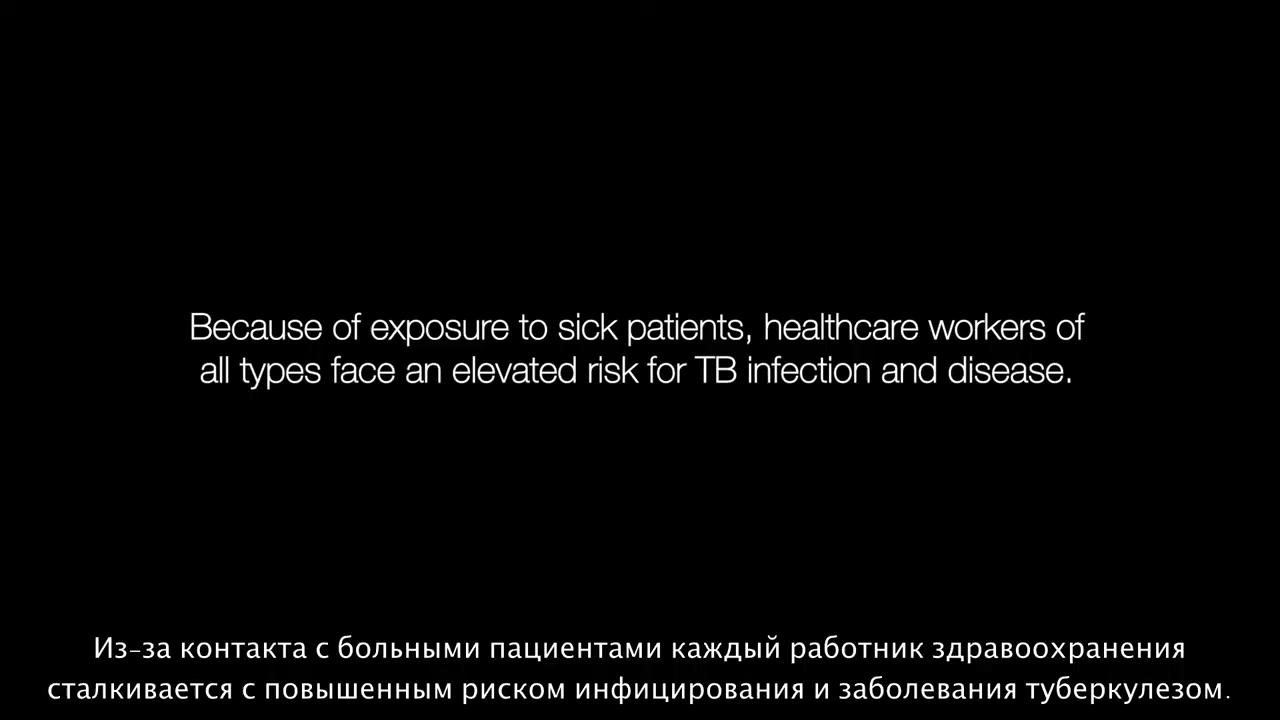 Because of exposure to sick patients, healthcare workers of
all types face an elevated risk for TB infection and disease.
Из-за контакта с больными пациентами каждый работник здравоохранения
сталкивается с повышенным риском инфицирования и заболевания туберкулезом.